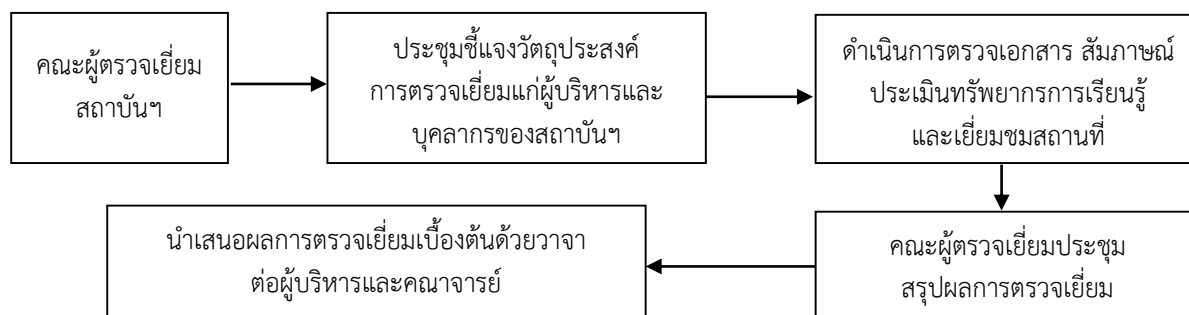 คณะผู้ตรวจเยี่ยม
สถาบันฯ
ประชุมชี้แจงวัตถุประสงค์
การตรวจเยี่ยมแก่ผู้บริหารและ
บุคลากรของสถาบันฯ
ดำเนินการตรวจเอกสาร สัมภาษณ์
ประเมินทรัพยากรการเรียนรู้
และเยี่ยมชมสถานที่
คณะผู้ตรวจเยี่ยมประชุม
สรุปผลการตรวจเยี่ยม
นำเสนอผลการตรวจเยี่ยมเบื้องต้นด้วยวาจา
ต่อผู้บริหารและคณาจารย์